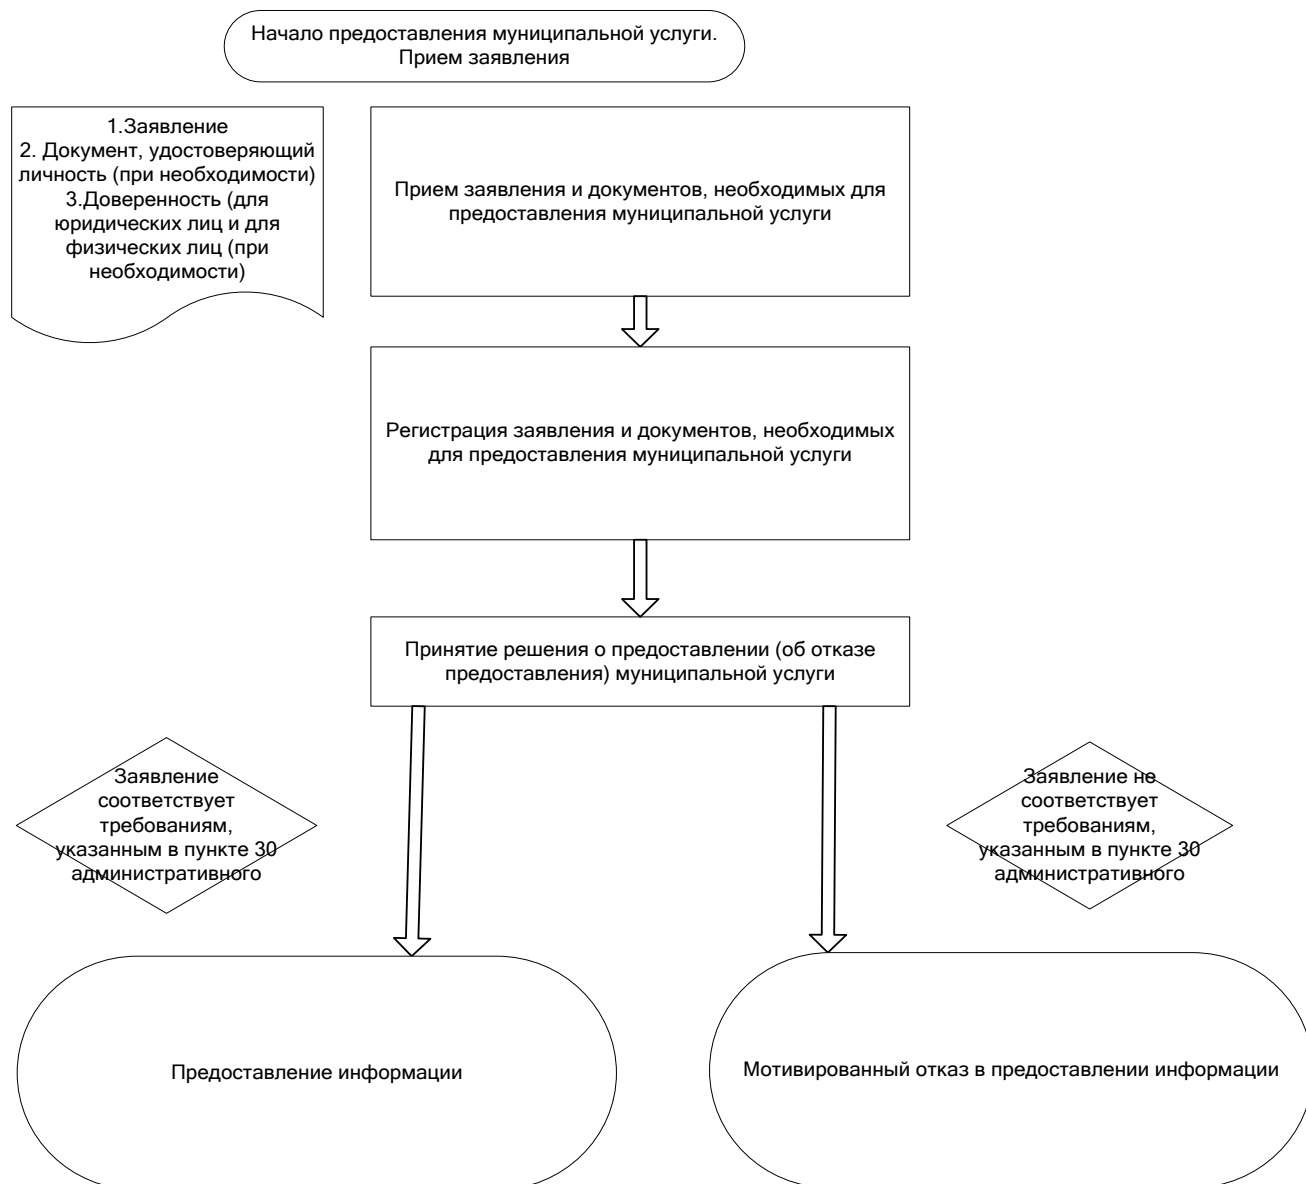 Начало предоставления муниципальной услуги.
Прием заявления
1.Заявление
2. Документ, удостоверяющий
личность (при необходимости)
3.Доверенность (для
юридических лиц и для
физических лиц (при
необходимости)
Прием заявления и документов, необходимых для
предоставления муниципальной услуги
Регистрация заявления и документов, необходимых
для предоставления муниципальной услуги
Принятие решения о предоставлении (об отказе
предоставления) муниципальной услуги
Заявление
соответствует
требованиям,
указанным в пункте 30
административного
Заявление не
соответствует
требованиям,
указанным в пункте 30
административного
Предоставление информации
Мотивированный отказ в предоставлении информации